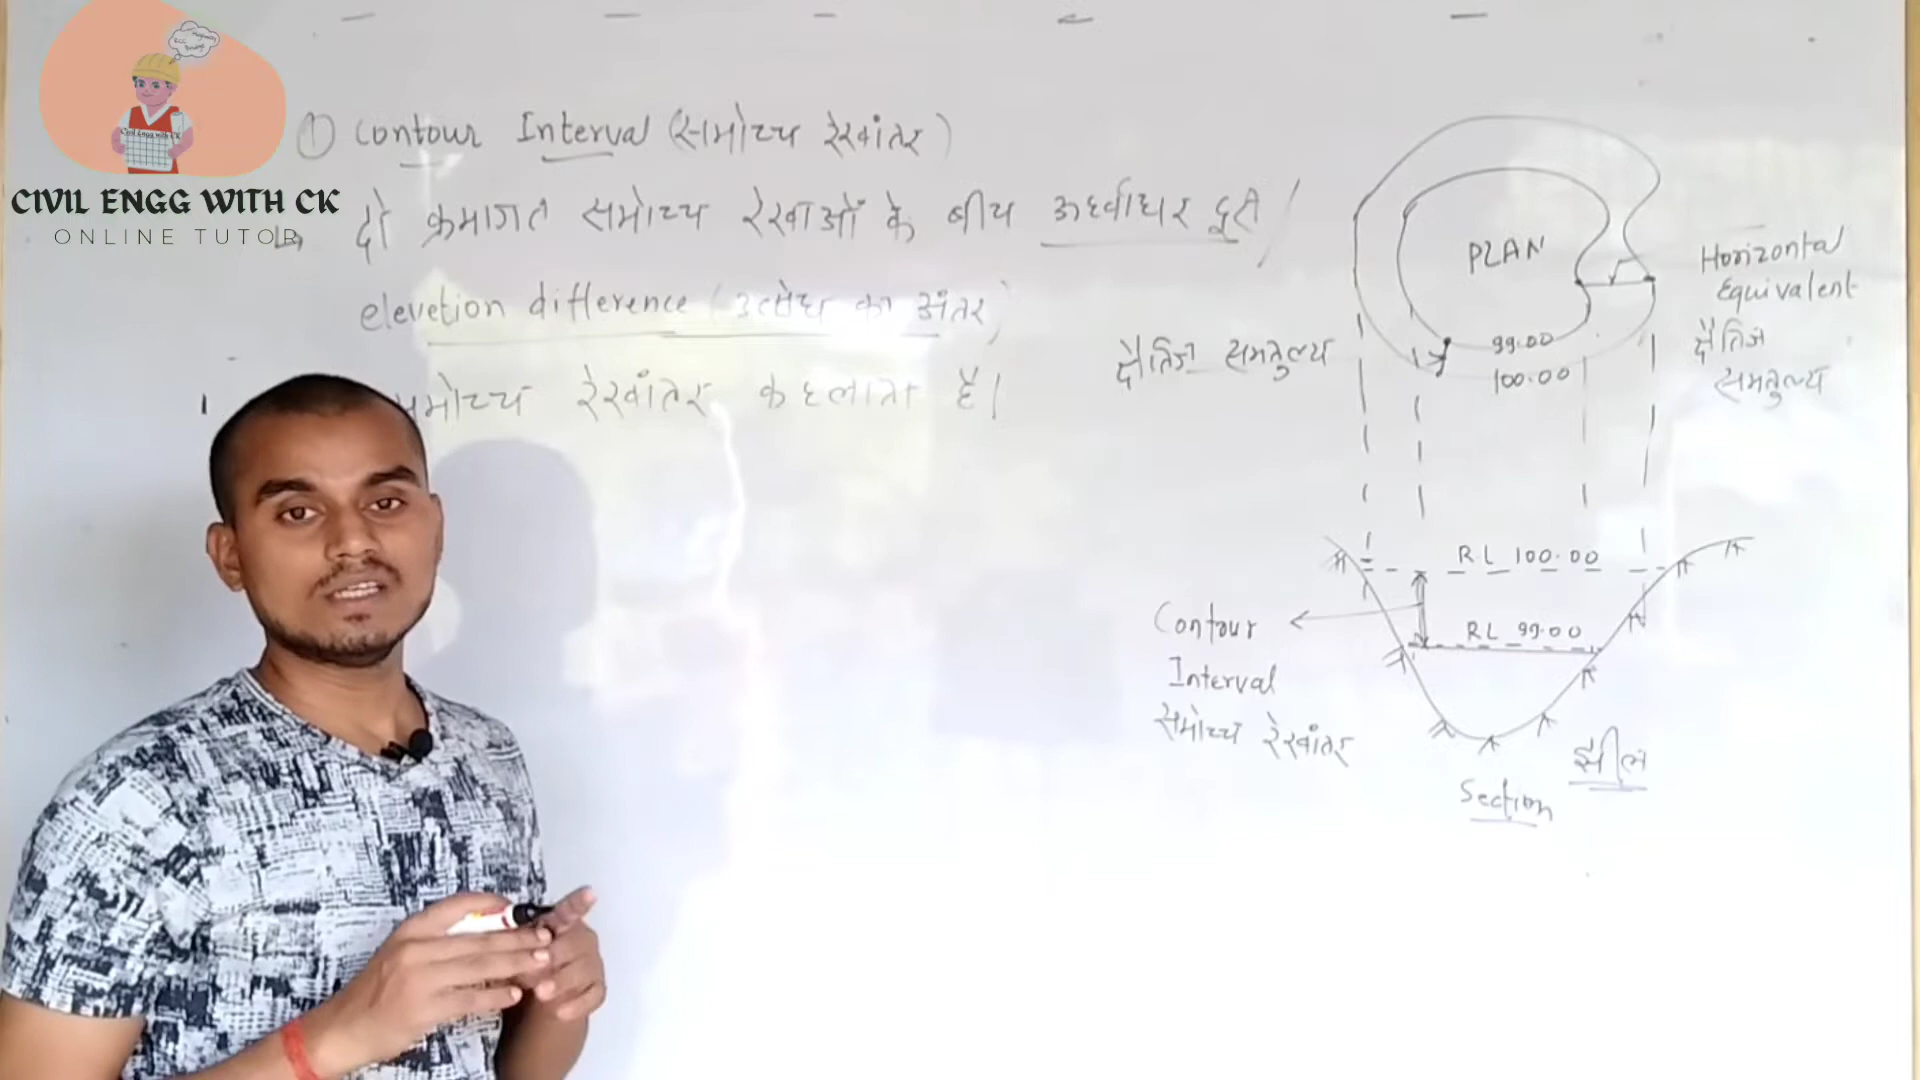 CIVIL ENGG WITH CK
ONLINE TUTOR
① Contour Interval (समोच्च रेखांतर)
दो क्रमागत समोच्च रेखाओं के बीच उर्ध्वाधर दूरी
elevetion difference (उत्सेध का अंतर)
समोच्च रेखांतर कहलाता है।
PLAN
Horizontal
Equivalent
क्षैतिज
समतुल्य
क्षैतिज समतुल्य
99.00
100.00
RL 100.00
RL 99.00
Contour
Interval
समोच्च रेखांतर
झील
Section